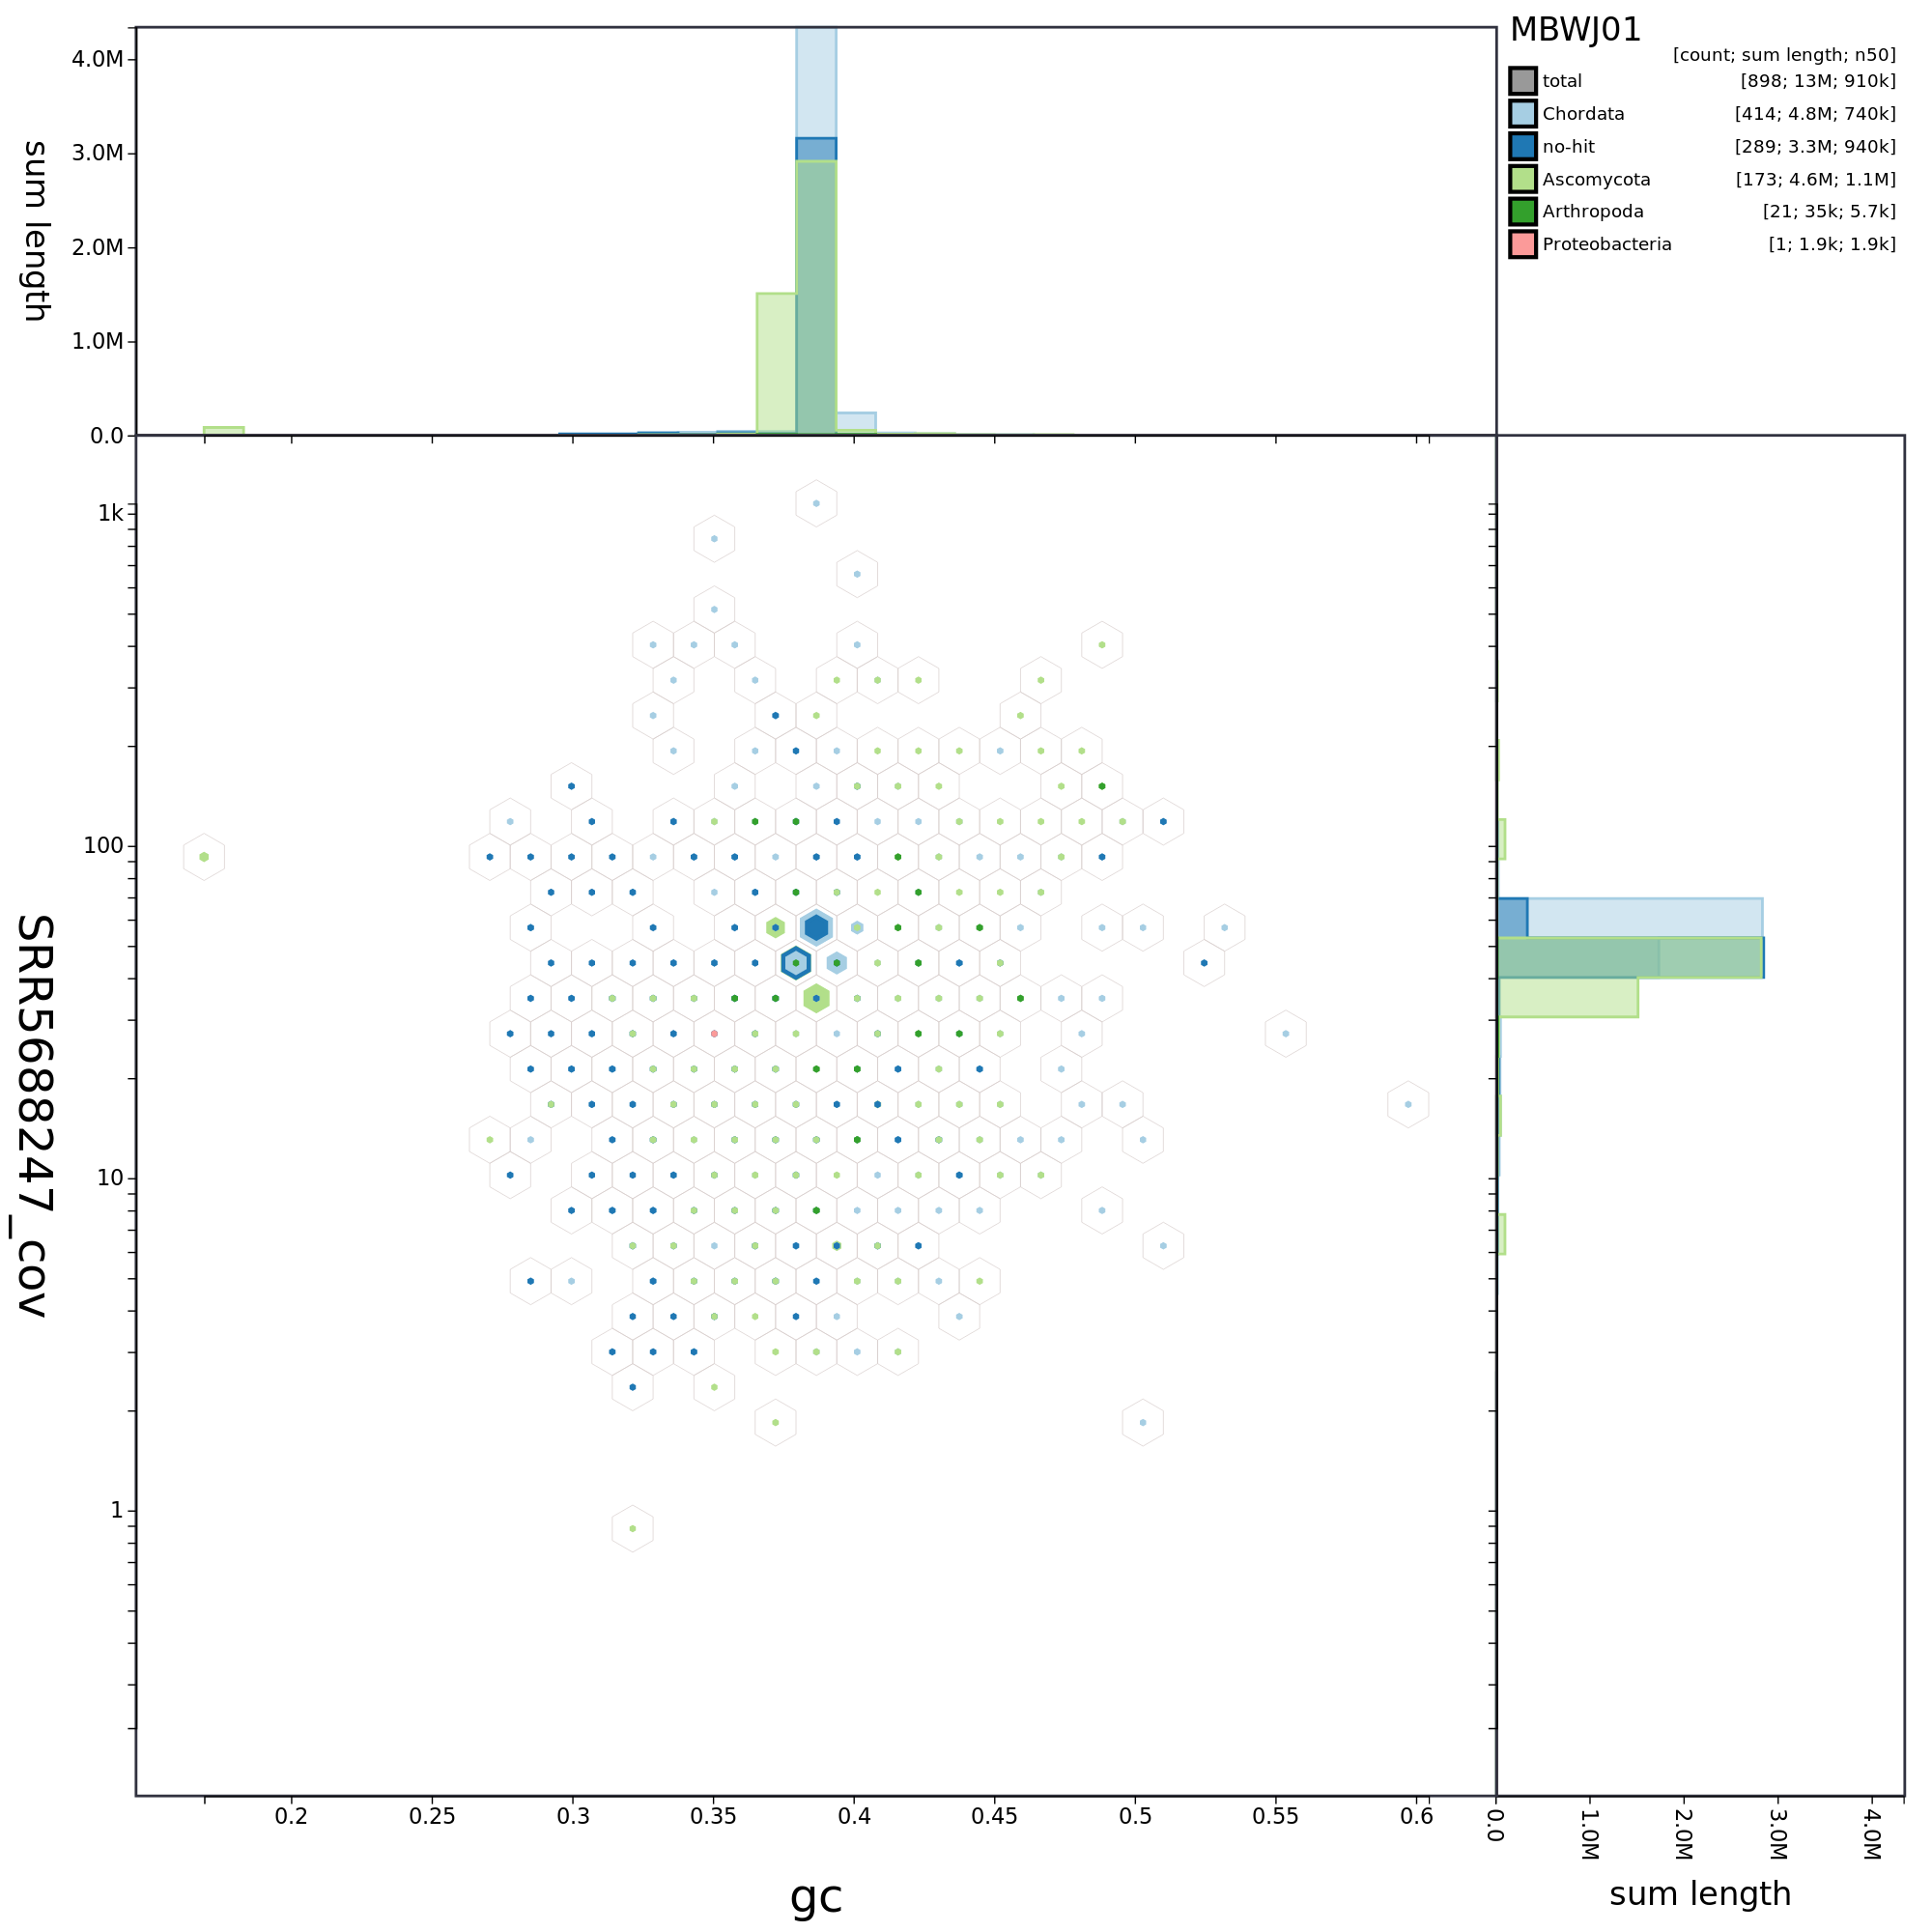 MBWJ01
[count; sum length; n50]
total [898; 13M; 910k]
Chordata [414; 4.8M; 740k]
no-hit [289; 3.3M; 940k]
Ascomycota [173; 4.6M; 1.1M]
Arthropoda [21; 35k; 5.7k]
Proteobacteria [1; 1.9k; 1.9k]
sum length
4.0M
3.0M
2.0M
1.0M
0.0
SRR5688247_cov
1k
100
10
1
0.2 0.25 0.3 0.35 0.4 0.45 0.5 0.55 0.6
gc
0.0 1.0M 2.0M 3.0M 4.0M
sum length